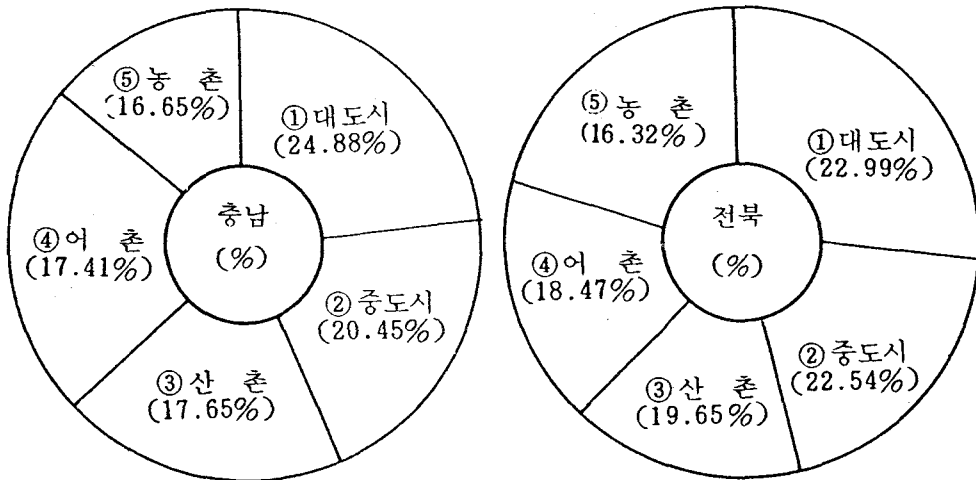 ⑤ 농 촌
(16.65%)
① 대도시
(24.88%)
충남
(%)
④ 어 촌
(17.41%)
② 중도시
(20.45%)
③ 산 촌
(17.65%)
⑤ 농 촌
(16.32%)
① 대도시
(22.99%)
전북
(%)
④ 어 촌
(18.47%)
② 중도시
(22.54%)
③ 산 촌
(19.65%)